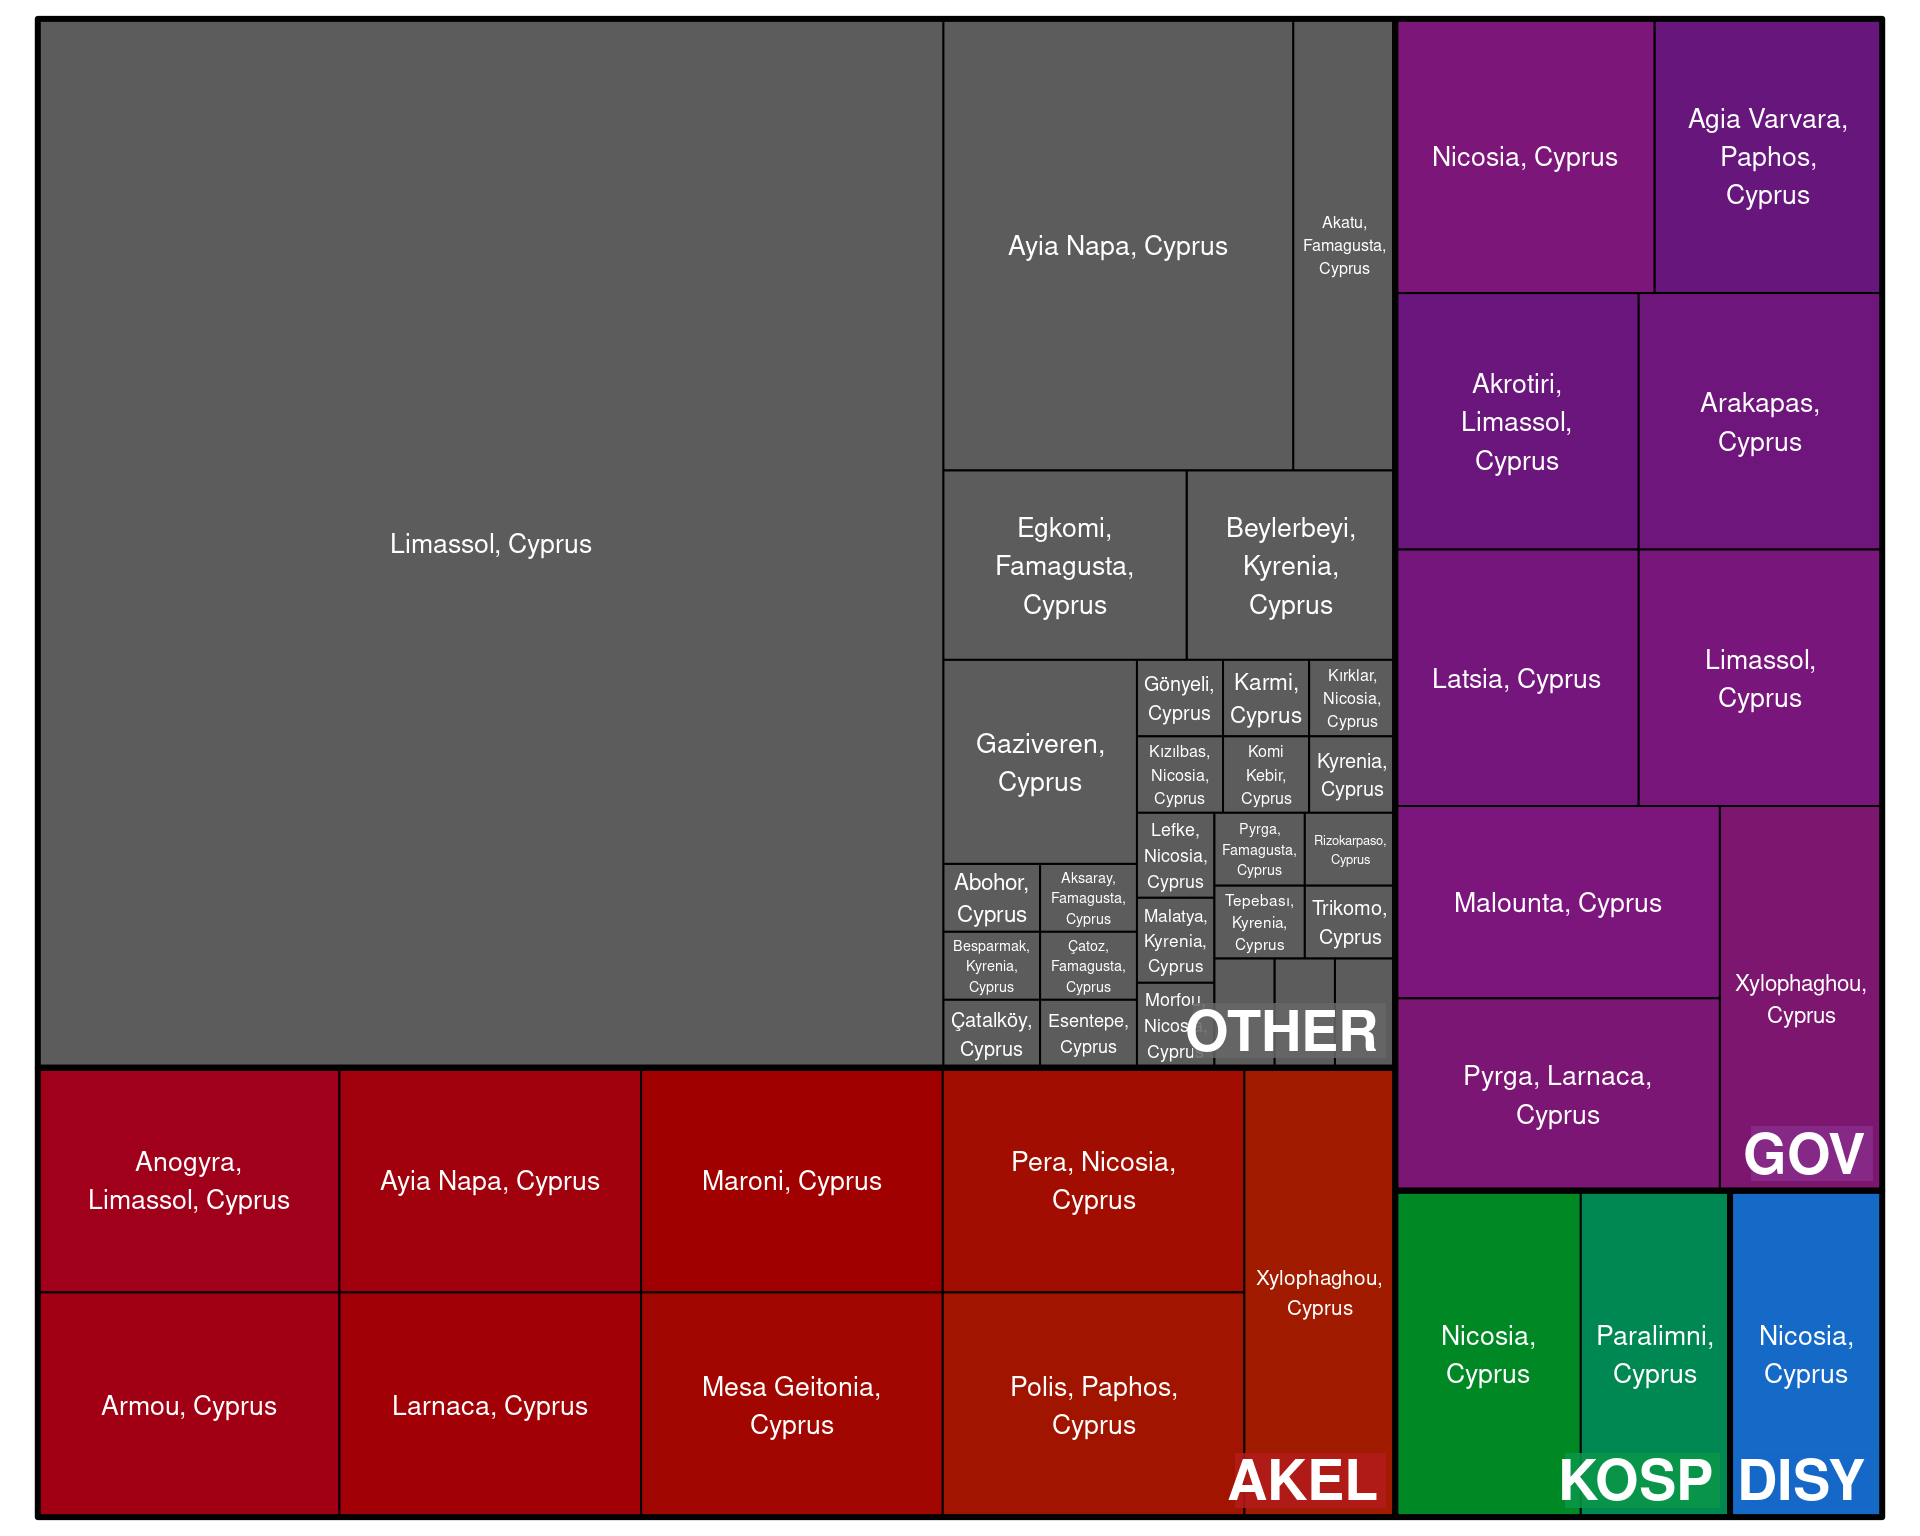 Limassol, Cyprus
Ayia Napa, Cyprus
Akatu,
Famagusta,
Cyprus
Egkomi,
Famagusta,
Cyprus
Beylerbeyi,
Kyrenia,
Cyprus
Gaziveren,
Cyprus
Gönyeli,
Cyprus
Karmi,
Cyprus
Kırklar,
Nicosia,
Cyprus
Kızılbas,
Nicosia,
Cyprus
Komi
Kebir,
Cyprus
Kyrenia,
Cyprus
Lefke,
Nicosia,
Cyprus
Pyrga,
Famagusta,
Cyprus
Rizokarpaso,
Cyprus
Malatya,
Kyrenia,
Cyprus
Tepebası,
Kyrenia,
Cyprus
Trikomo,
Cyprus
Abohor,
Cyprus
Aksaray,
Famagusta,
Cyprus
Besparmak,
Kyrenia,
Cyprus
Çatoz,
Famagusta,
Cyprus
Çatalköy,
Cyprus
Esentepe,
Cyprus
Morfou,
Nicosia,
Cyprus
OTHER
Nicosia, Cyprus
Agia Varvara,
Paphos,
Cyprus
Akrotiri,
Limassol,
Cyprus
Arakapas,
Cyprus
Latsia, Cyprus
Limassol,
Cyprus
Malounta, Cyprus
Xylophaghou,
Cyprus
Pyrga, Larnaca,
Cyprus
GOV
Anogyra,
Limassol, Cyprus
Ayia Napa, Cyprus
Maroni, Cyprus
Pera, Nicosia,
Cyprus
Xylophaghou,
Cyprus
Armou, Cyprus
Larnaca, Cyprus
Mesa Geitonia,
Cyprus
Polis, Paphos,
Cyprus
AKEL
Nicosia,
Cyprus
Paralimni,
Cyprus
KOSP
Nicosia,
Cyprus
DISY